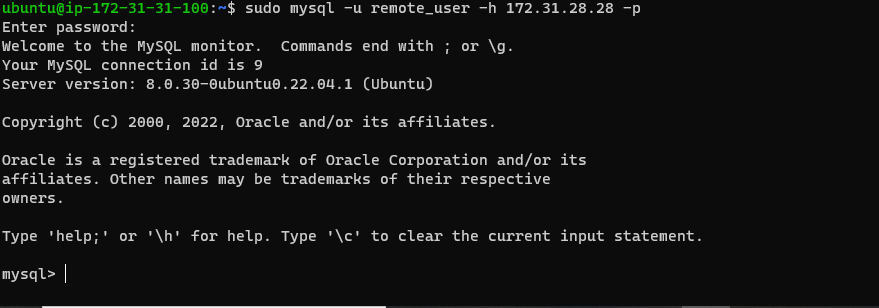 ubuntu@ip-172-31-31-100:~$ sudo mysql -u remote_user -h 172.31.28.28 -p
Enter password:
Welcome to the MySQL monitor.  Commands end with ; or \g.
Your MySQL connection id is 9
Server version: 8.0.30-0ubuntu0.22.04.1 (Ubuntu)
Copyright (c) 2000, 2022, Oracle and/or its affiliates.
Oracle is a registered trademark of Oracle Corporation and/or its
affiliates. Other names may be trademarks of their respective
owners.
Type 'help;' or '\h' for help. Type '\c' to clear the current input statement.
mysql>